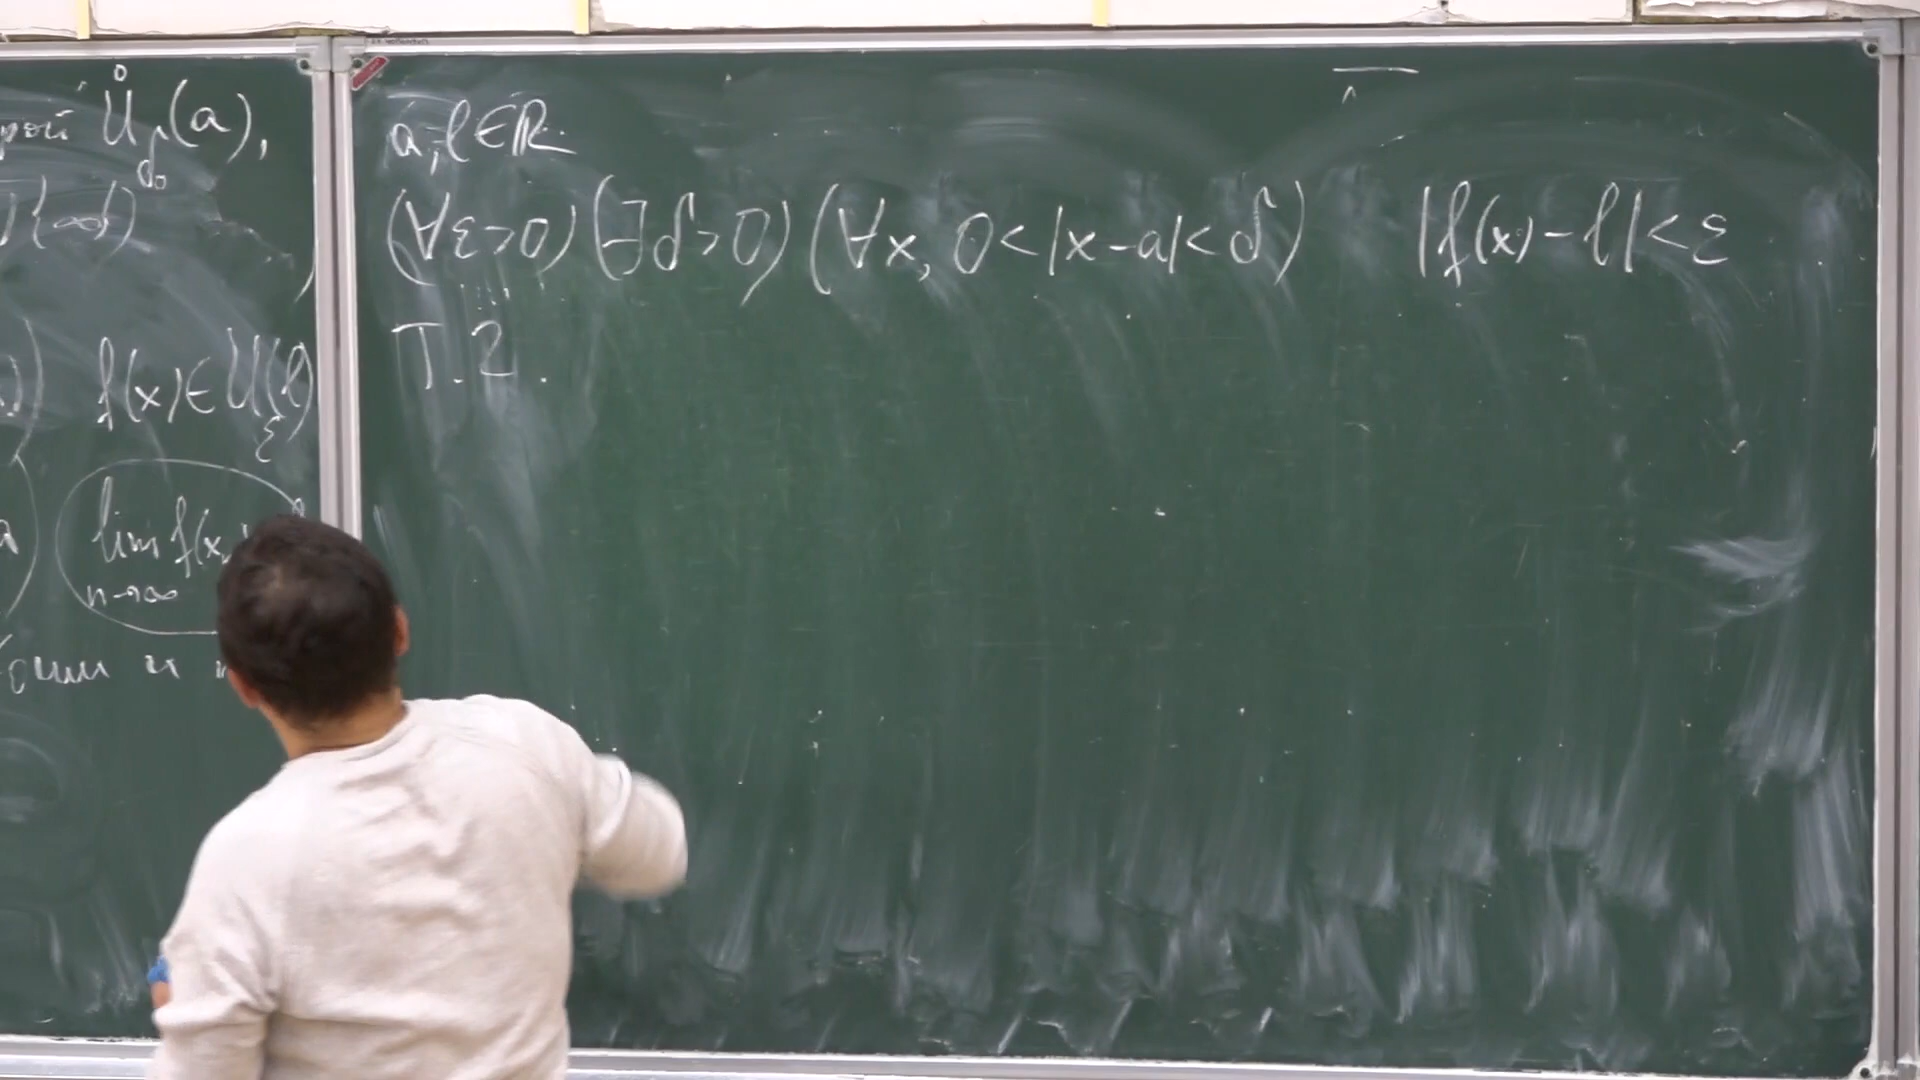 Ů_δ₀(a),
f(x)∈U_ε(l)
lim f(x
n→∞
и
a, l∈ℝ.
(∀ε>0)(∃δ>0)(∀x, 0<|x-a|<δ) |f(x)-l|<ε
Т.2.